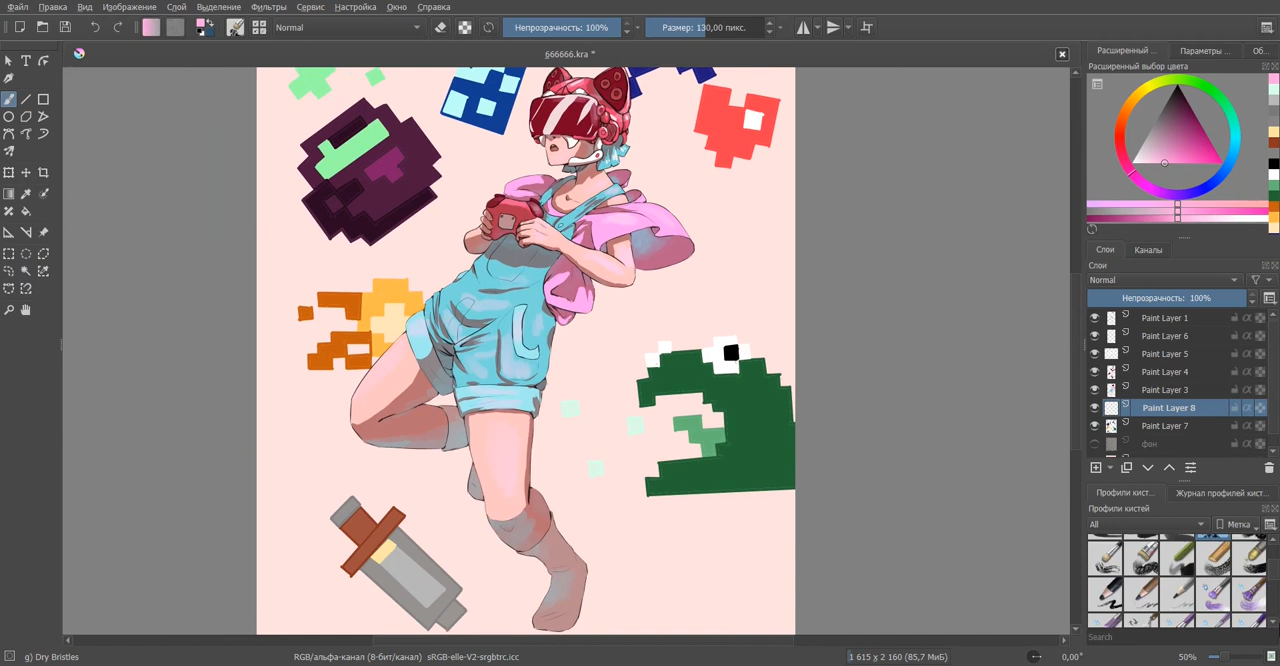 Файл Правка Вид Изображение Слой Выделение Фильтры Сервис Настройка Окно Справка
Normal Непрозрачность: 100% Размер: 130,00 пикс.
666666.kra *
Расширенный ... Параметры ... Об...
Расширенный выбор цвета
Слои Каналы
Слои
Normal
Непрозрачность: 100%
Paint Layer 1
Paint Layer 6
Paint Layer 5
Paint Layer 4
Paint Layer 3
Paint Layer 8
Paint Layer 7
фон
Профили кист... Журнал профилей кист...
Профили кистей
All Метка
Search
g) Dry Bristles RGB/альфа-канал (8-бит/канал) sRGB-elle-V2-srgbtrc.icc 1 615 x 2 160 (85,7 МиБ) 0,00° 50%